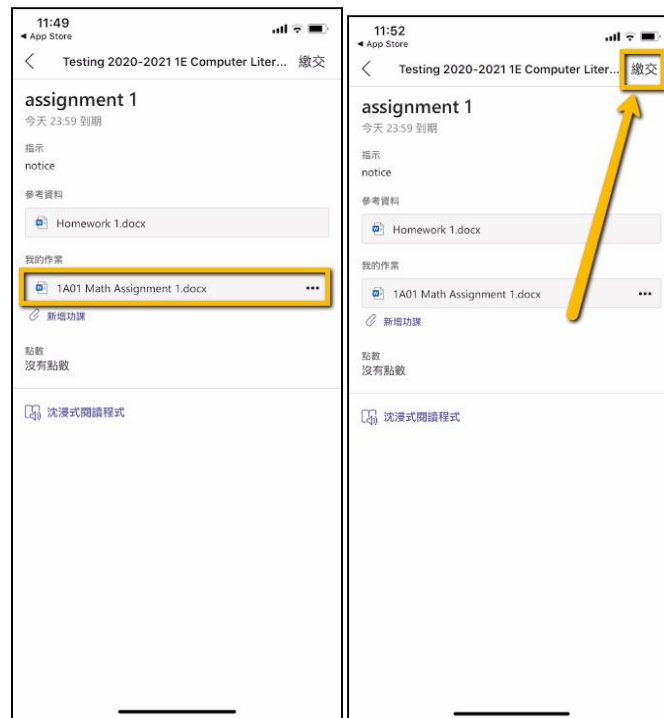 11:49
◀ App Store
Testing 2020-2021 1E Computer Liter... 繳交
assignment 1
今天 23:59 到期
指示
notice
參考資料
Homework 1.docx
我的作業
1A01 Math Assignment 1.docx
新增功課
點數
沒有點數
沈浸式閱讀程式
11:52
◀ App Store
Testing 2020-2021 1E Computer Liter... 繳交
assignment 1
今天 23:59 到期
指示
notice
參考資料
Homework 1.docx
我的作業
1A01 Math Assignment 1.docx
新增功課
點數
沒有點數
沈浸式閱讀程式